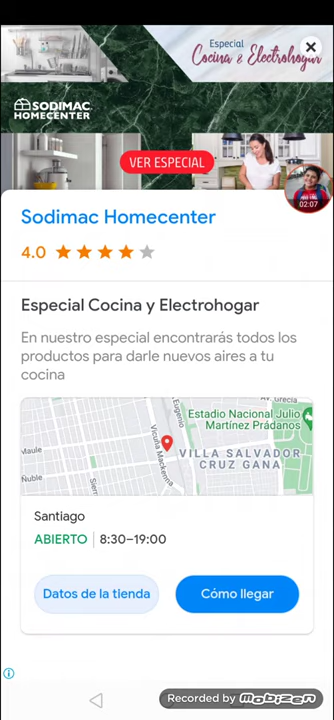 Especial
Cocina & Electrohogar
SODIMAC
HOMECENTER
VER ESPECIAL
02:07
Sodimac Homecenter
4.0
Especial Cocina y Electrohogar
En nuestro especial encontrarás todos los
productos para darle nuevos aires a tu
cocina
Av. Grecia
Eugenio
Estadio Nacional Julio
Martínez Prádanos
Vicuña Mackenna
Maule
VILLA SALVADOR
CRUZ GANA
Ñuble
Santiago
ABIERTO | 8:30–19:00
Datos de la tienda
Cómo llegar
Recorded by mobizen